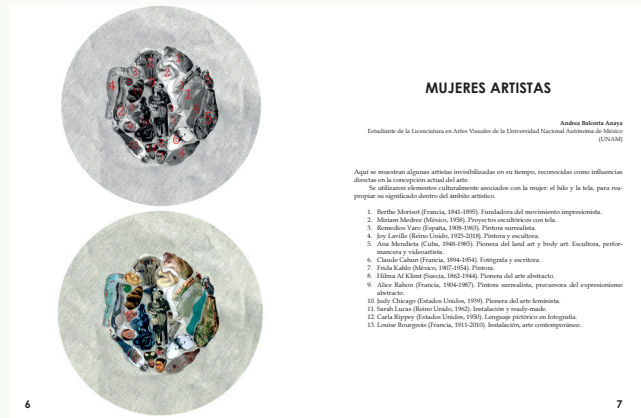 MUJERES ARTISTAS
Andrea Balcorta Anaya
Estudiante de la Licenciatura en Artes Visuales de la Universidad Nacional Autónoma de México
(UNAM)
Aquí se muestran algunas artistas invisibilizadas en su tiempo, reconocidas como influencias
directas en la concepción actual del arte.
Se utilizaron elementos culturalmente asociados con la mujer: el hilo y la tela, para rea-
propiar su significado dentro del ámbito artístico.
1. Berthe Morisot (Francia, 1841-1895). Fundadora del movimiento impresionista.
2. Miriam Medrez (México, 1958). Proyectos escultóricos con tela.
3. Remedios Varo (España, 1908-1963). Pintora surrealista.
4. Joy Laville (Reino Unido, 1923-2018). Pintora y escultora.
5. Ana Mendieta (Cuba, 1948-1985). Pionera del land art y body art. Escultora, perfor-
mancera y videoartista.
6. Claude Cahun (Francia, 1894-1954). Fotógrafa y escritora.
7. Frida Kahlo (México, 1907-1954). Pintora.
8. Hilma Af Klimt (Suecia, 1862-1944). Pionera del arte abstracto.
9. Alice Rahon (Francia, 1904-1987). Pintora surrealista, precursora del expresionismo
abstracto.
10. Judy Chicago (Estados Unidos, 1939). Pionera del arte feminista.
11. Sarah Lucas (Reino Unido, 1962). Instalación y ready-made.
12. Carla Rippey (Estados Unidos, 1950). Lenguaje pictórico en fotografía.
13. Louise Bourgeois (Francia, 1911-2010). Instalación, arte contemporáneo.
6
7